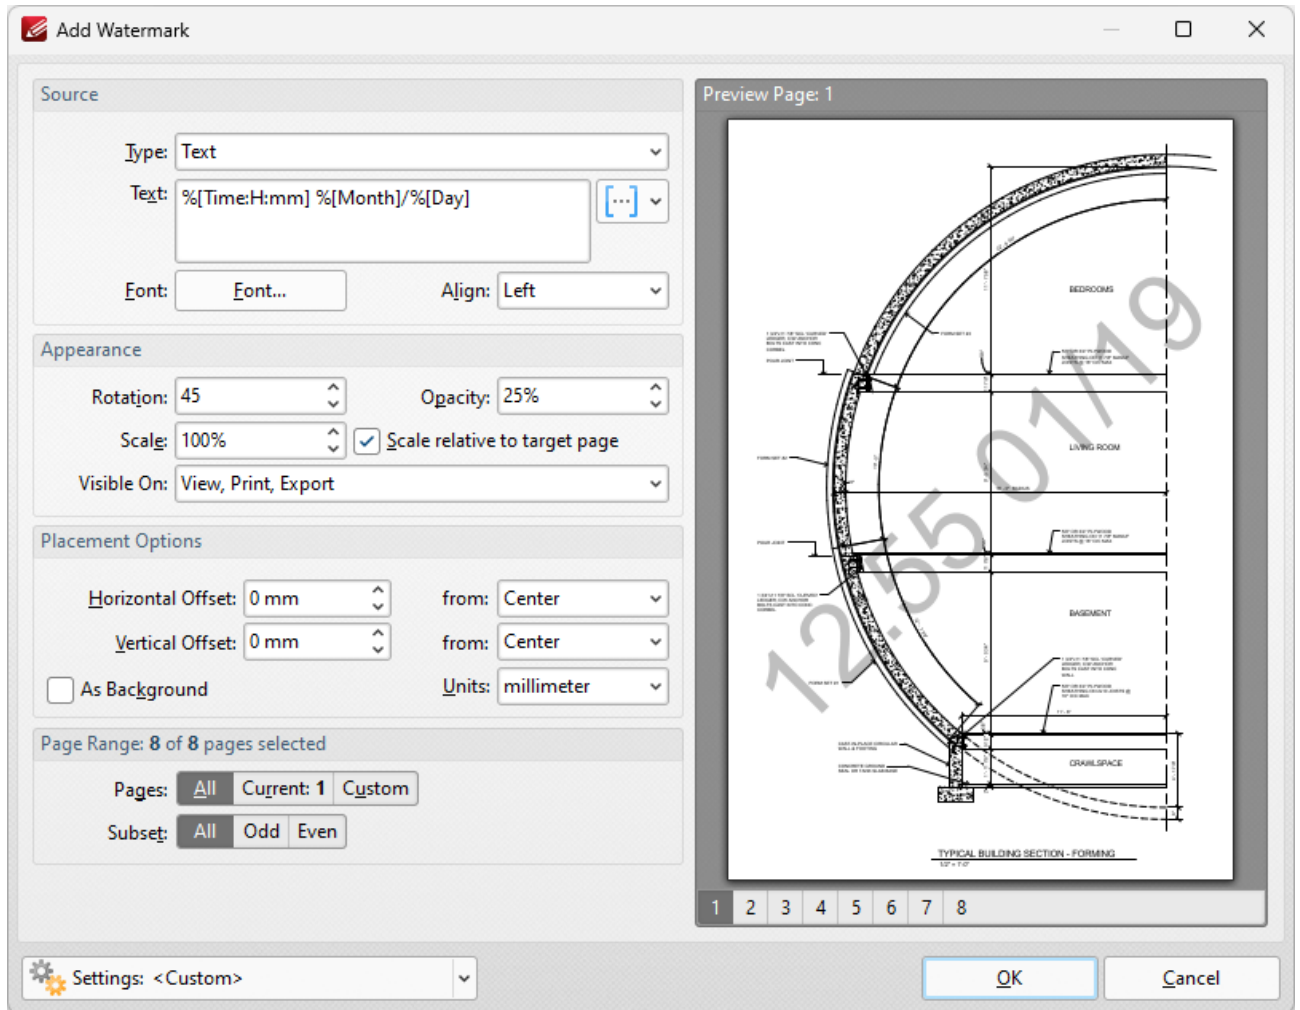 Add Watermark
Source
Type: Text
Text: %[Time:H:mm] %[Month]/%[Day]
Font: Font... Align: Left
Appearance
Rotation: 45 Opacity: 25%
Scale: 100% Scale relative to target page
Visible On: View, Print, Export
Placement Options
Horizontal Offset: 0 mm from: Center
Vertical Offset: 0 mm from: Center
As Background Units: millimeter
Page Range: 8 of 8 pages selected
Pages: All Current: 1 Custom
Subset: All Odd Even
Preview Page: 1
BEDROOMS
LIVING ROOM
BASEMENT
CRAWLSPACE
12:55 01/19
TYPICAL BUILDING SECTION - FORMING
1/2" = 1'-0"
1 2 3 4 5 6 7 8
Settings: <Custom>
OK Cancel